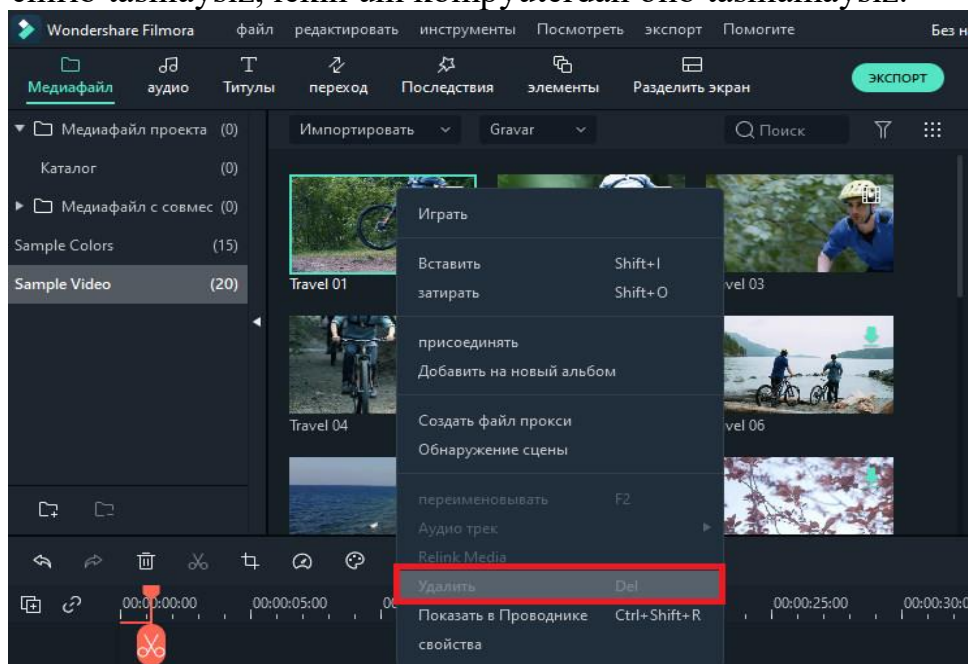 Wondershare Filmora файл редактировать инструменты Посмотреть экспорт Помогите Без н
Медиафайл аудио Титулы переход Последствия элементы Разделить экран экспорт
Медиафайл проекта (0) Импортировать Gravar Поиск
Каталог (0)
Медиафайл с совмес (0)
Sample Colors (15)
Sample Video (20)
Travel 01
vel 03
Travel 04
vel 06
Играть
Вставить Shift+I
затирать Shift+O
присоединять
Добавить на новый альбом
Создать файл прокси
Обнаружение сцены
переименовывать F2
Аудио трек
Relink Media
Удалить Del
Показать в Проводнике Ctrl+Shift+R
свойства
00:00:00:00 00:00:05:00 00 00:00:25:00 00:00:30:0